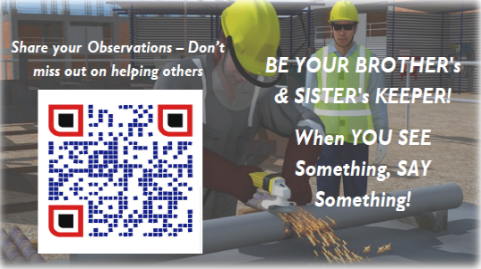 Share your Observations – Don't
miss out on helping others
BE YOUR BROTHER's
& SISTER's KEEPER!
When YOU SEE
Something, SAY
Something!